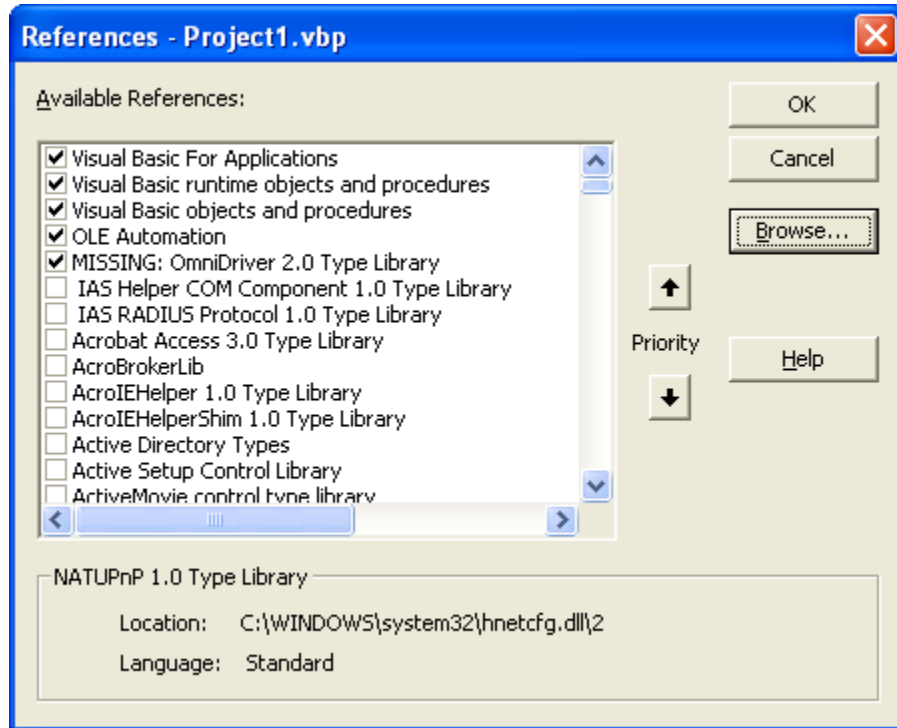 References - Project1.vbp
Available References:
OK
Visual Basic For Applications
Cancel
Visual Basic runtime objects and procedures
Visual Basic objects and procedures
Browse...
OLE Automation
MISSING: OmniDriver 2.0 Type Library
IAS Helper COM Component 1.0 Type Library
IAS RADIUS Protocol 1.0 Type Library
Acrobat Access 3.0 Type Library
Priority
Help
AcroBrokerLib
AcroIEHelper 1.0 Type Library
AcroIEHelperShim 1.0 Type Library
Active Directory Types
Active Setup Control Library
ActiveMovie control type library
NATUPnP 1.0 Type Library
Location: C:\WINDOWS\system32\hnetcfg.dll\2
Language: Standard